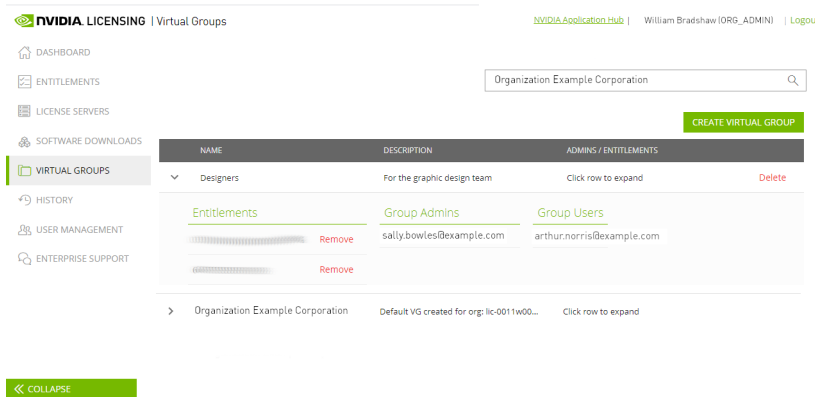 NVIDIA. LICENSING | Virtual Groups
NVIDIA Application Hub | William Bradshaw (ORG_ADMIN) | Logou
DASHBOARD
ENTITLEMENTS
LICENSE SERVERS
SOFTWARE DOWNLOADS
VIRTUAL GROUPS
HISTORY
USER MANAGEMENT
ENTERPRISE SUPPORT
COLLAPSE
Organization Example Corporation
CREATE VIRTUAL GROUP
NAME DESCRIPTION ADMINS / ENTITLEMENTS
Designers For the graphic design team Click row to expand Delete
Entitlements Group Admins Group Users
Remove sally.bowles@example.com arthur.norris@example.com
Remove
Organization Example Corporation Default VG created for org: lic-0011w00... Click row to expand